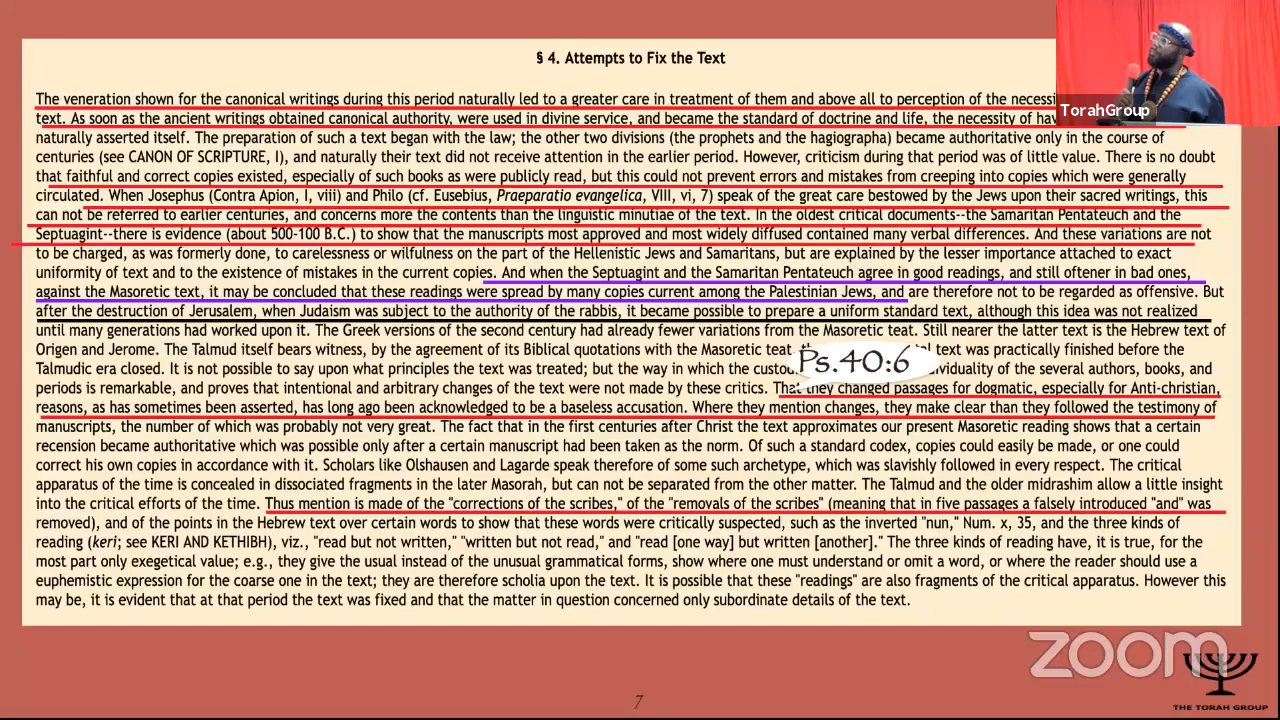 § 4. Attempts to Fix the Text
The veneration shown for the canonical writings during this period naturally led to a greater care in treatment of them and above all to perception of the
text. As soon as the ancient writings obtained canonical authority, were used in divine service, and became the standard of doctrine and life, the necessity of
naturally asserted itself. The preparation of such a text began with the law; the other two divisions (the prophets and the hagiographa) became authoritative only in the course of
centuries (see CANON OF SCRIPTURE, I), and naturally their text did not receive attention in the earlier period. However, criticism during that period was of little value. There is no doubt
that faithful and correct copies existed, especially of such books as were publicly read, but this could not prevent errors and mistakes from creeping into copies which were generally
circulated. When Josephus (Contra Apion, I, viii) and Philo (cf. Eusebius, Praeparatio evangelica, VIII, vi, 7) speak of the great care bestowed by the Jews upon their sacred writings, this
can not be referred to earlier centuries, and concerns more the contents than the linguistic minutiae of the text. In the oldest critical documents--the Samaritan Pentateuch and the
Septuagint--there is evidence (about 500-100 B.C.) to show that the manuscripts most approved and most widely diffused contained many verbal differences. And these variations are not
to be charged, as was formerly done, to carelessness or wilfulness on the part of the Hellenistic Jews and Samaritans, but are explained by the lesser importance attached to exact
uniformity of text and to the existence of mistakes in the current copies. And when the Septuagint and the Samaritan Pentateuch agree in good readings, and still oftener in bad ones,
against the Masoretic text, it may be concluded that these readings were spread by many copies current among the Palestinian Jews, and are therefore not to be regarded as offensive. But
after the destruction of Jerusalem, when Judaism was subject to the authority of the rabbis, it became possible to prepare a uniform standard text, although this idea was not realized
until many generations had worked upon it. The Greek versions of the second century had already fewer variations from the Masoretic teat. Still nearer the latter text is the Hebrew text of
Origen and Jerome. The Talmud itself bears witness, by the agreement of its Biblical quotations with the Masoretic teat, text was practically finished before the
Talmudic era closed. It is not possible to say upon what principles the text was treated; but the way in which the of the several authors, books, and
periods is remarkable, and proves that intentional and arbitrary changes of the text were not made by these critics. That they changed passages for dogmatic, especially for Anti-christian,
reasons, as has sometimes been asserted, has long ago been acknowledged to be a baseless accusation. Where they mention changes, they make clear than they followed the testimony of
manuscripts, the number of which was probably not very great. The fact that in the first centuries after Christ the text approximates our present Masoretic reading shows that a certain
recension became authoritative which was possible only after a certain manuscript had been taken as the norm. Of such a standard codex, copies could easily be made, or one could
correct his own copies in accordance with it. Scholars like Olshausen and Lagarde speak therefore of some such archetype, which was slavishly followed in every respect. The critical
apparatus of the time is concealed in dissociated fragments in the later Masorah, but can not be separated from the other matter. The Talmud and the older midrashim allow a little insight
into the critical efforts of the time. Thus mention is made of the "corrections of the scribes," of the "removals of the scribes" (meaning that in five passages a falsely introduced "and" was
removed), and of the points in the Hebrew text over certain words to show that these words were critically suspected, such as the inverted "nun," Num. x, 35, and the three kinds of
reading (keri; see KERI AND KETHIBH), viz., "read but not written," "written but not read," and "read [one way] but written [another]." The three kinds of reading have, it is true, for the
most part only exegetical value; e.g., they give the usual instead of the unusual grammatical forms, show where one must understand or omit a word, or where the reader should use a
euphemistic expression for the coarse one in the text; they are therefore scholia upon the text. It is possible that these "readings" are also fragments of the critical apparatus. However this
may be, it is evident that at that period the text was fixed and that the matter in question concerned only subordinate details of the text.
TorahGroup
Ps.40:6
zoom
7
THE TORAH GROUP